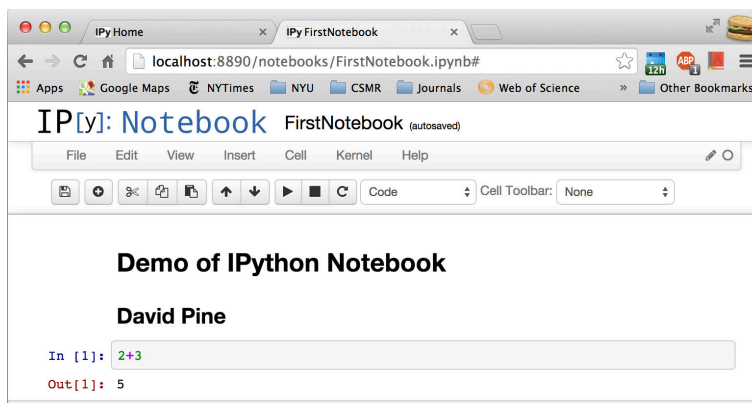 IPy Home × IPy FirstNotebook ×
localhost:8890/notebooks/FirstNotebook.ipynb# 12h ABP 1
Apps Google Maps NYTimes NYU CSMR Journals Web of Science » Other Bookmarks
IP[y]: Notebook FirstNotebook (autosaved)
File Edit View Insert Cell Kernel Help
Code Cell Toolbar: None
Demo of IPython Notebook
David Pine
In [1]: 2+3
Out[1]: 5